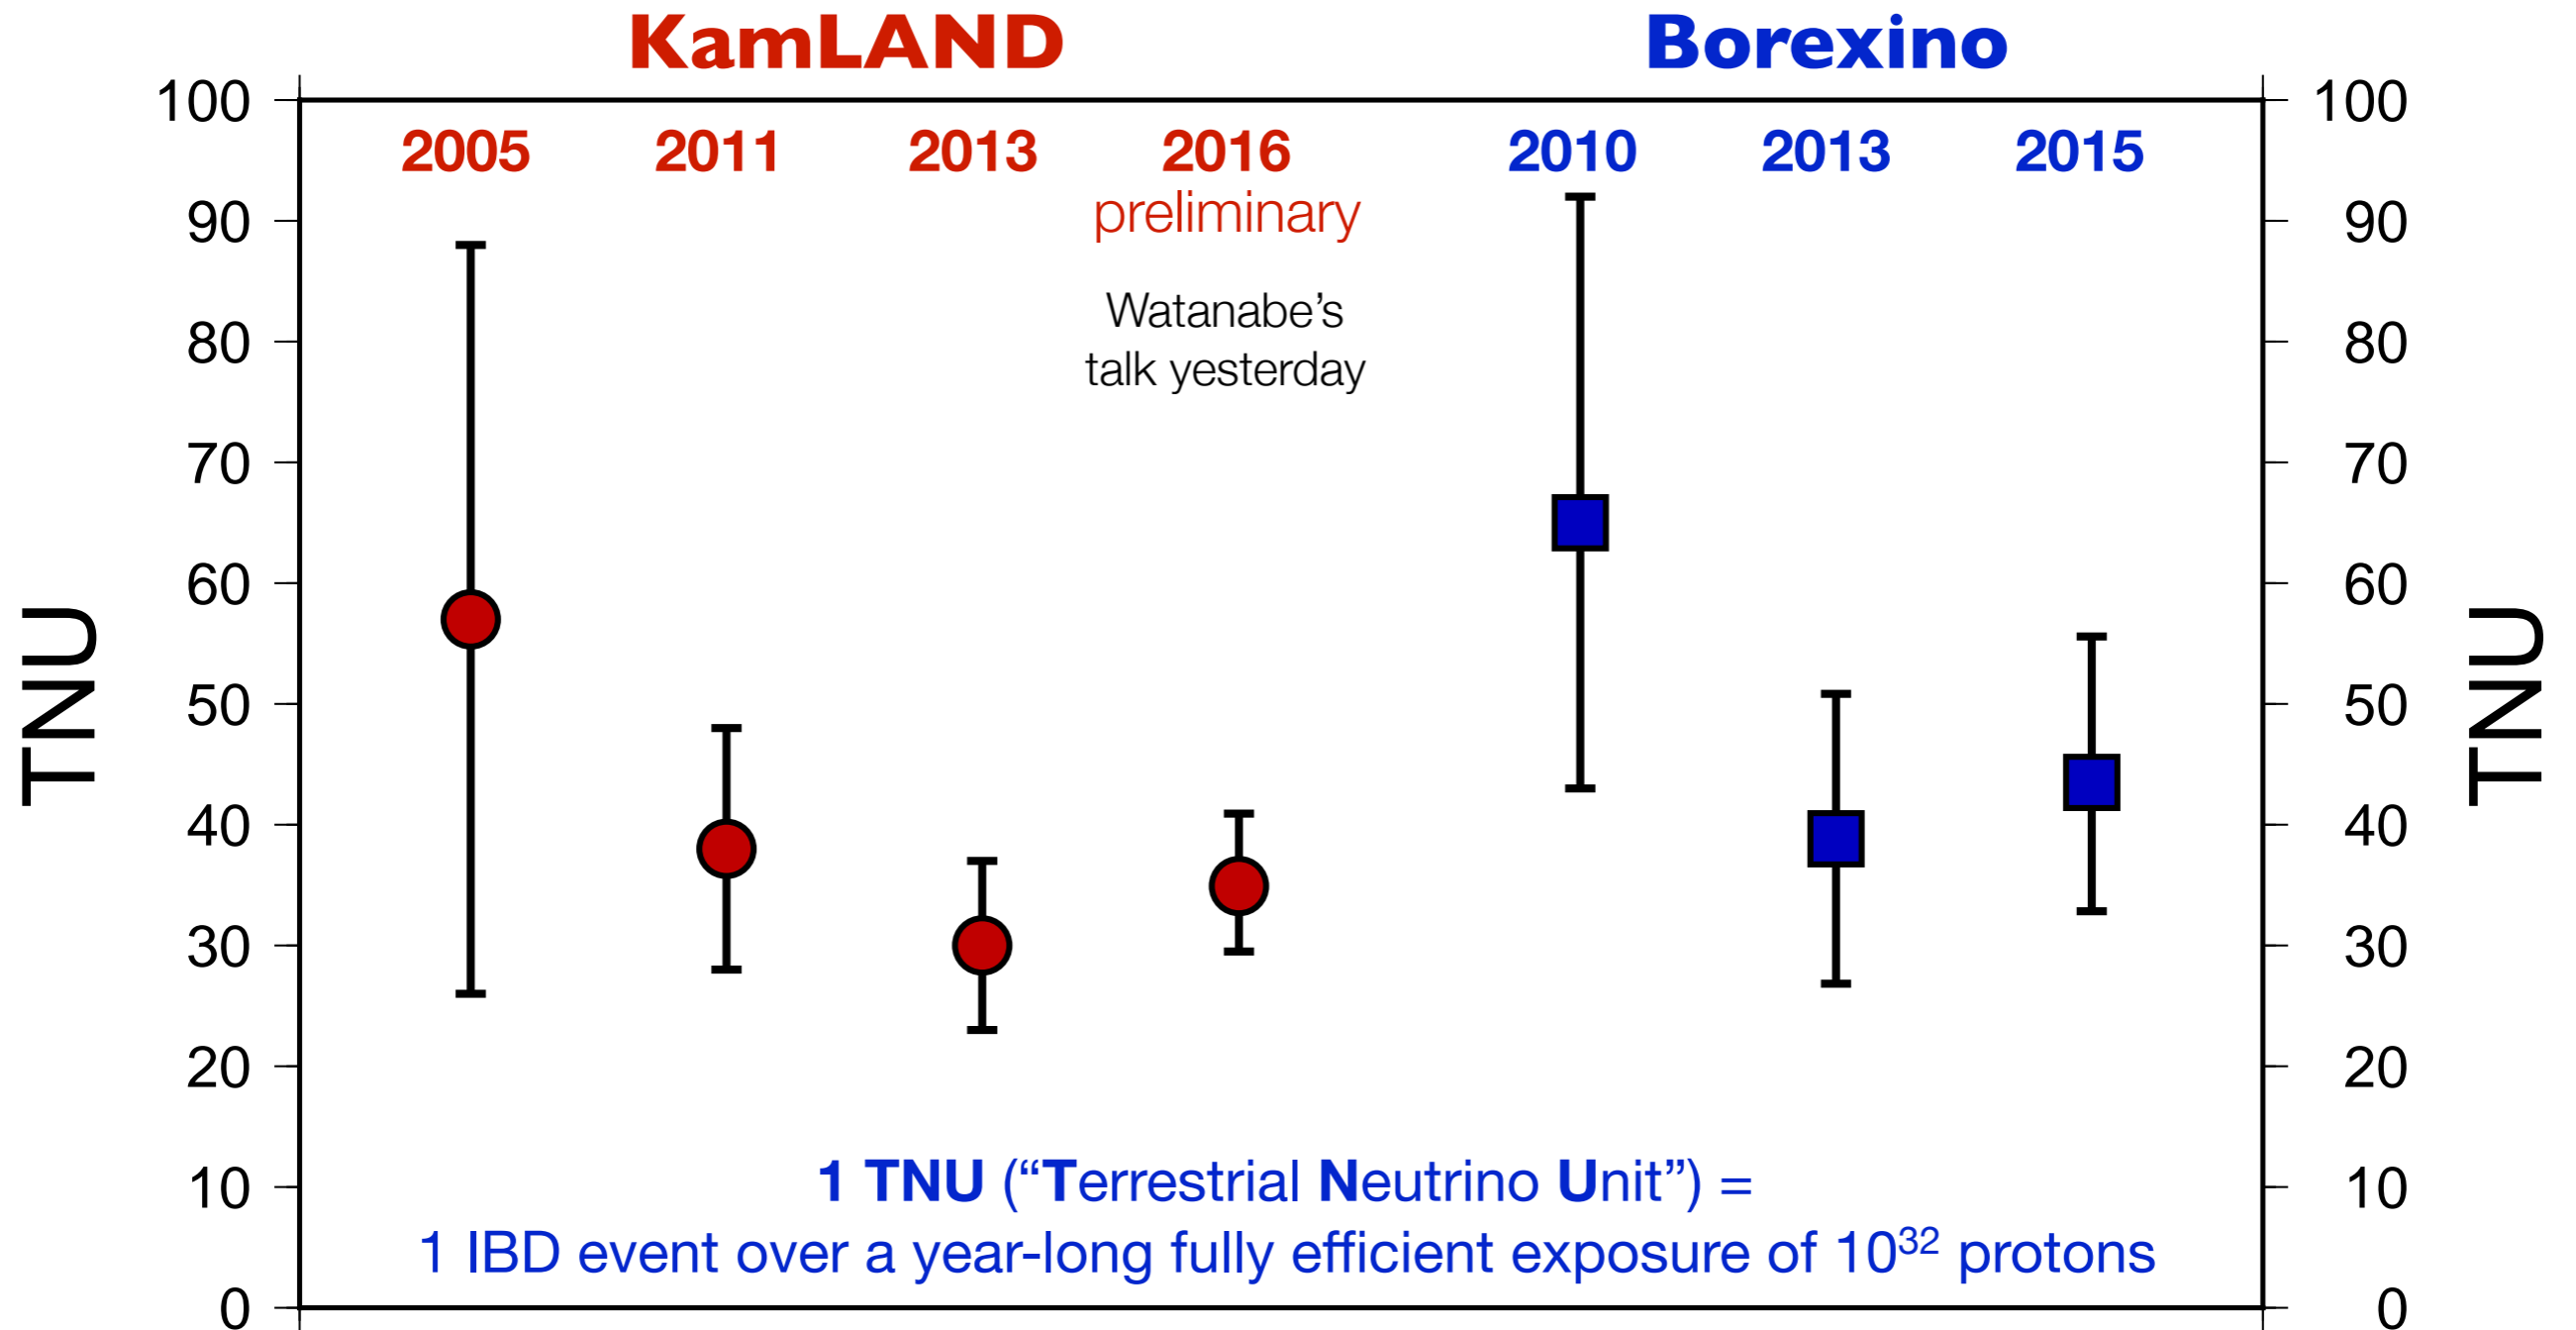 KamLAND Borexino
100 100
2005 2011 2013 2016 2010 2013 2015
preliminary
90 90
Watanabe’s
80 80
talk yesterday
70 70
60 60
TNU TNU
50 50
40 40
30 30
20 20
1 TNU (“Terrestrial Neutrino Unit”) =
10 10
1 IBD event over a year-long fully efficient exposure of 10³² protons
0 0